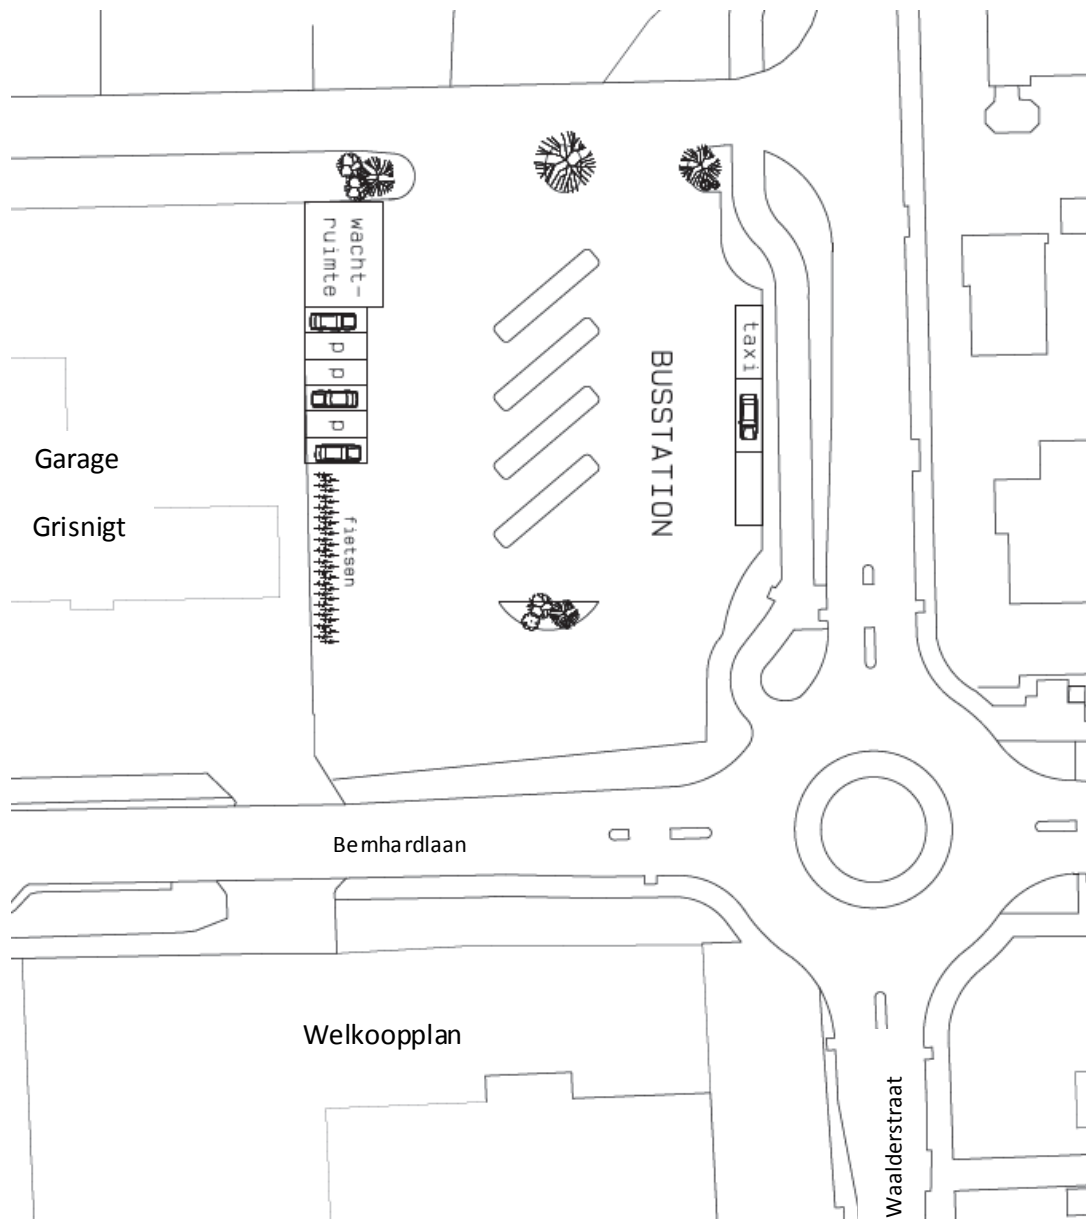 wacht-
ruimte
p
p
p
taxi
BUSSTATION
Garage
Grisnigt
fietsen
Bernhardlaan
Welkoopplan
Waalderstraat